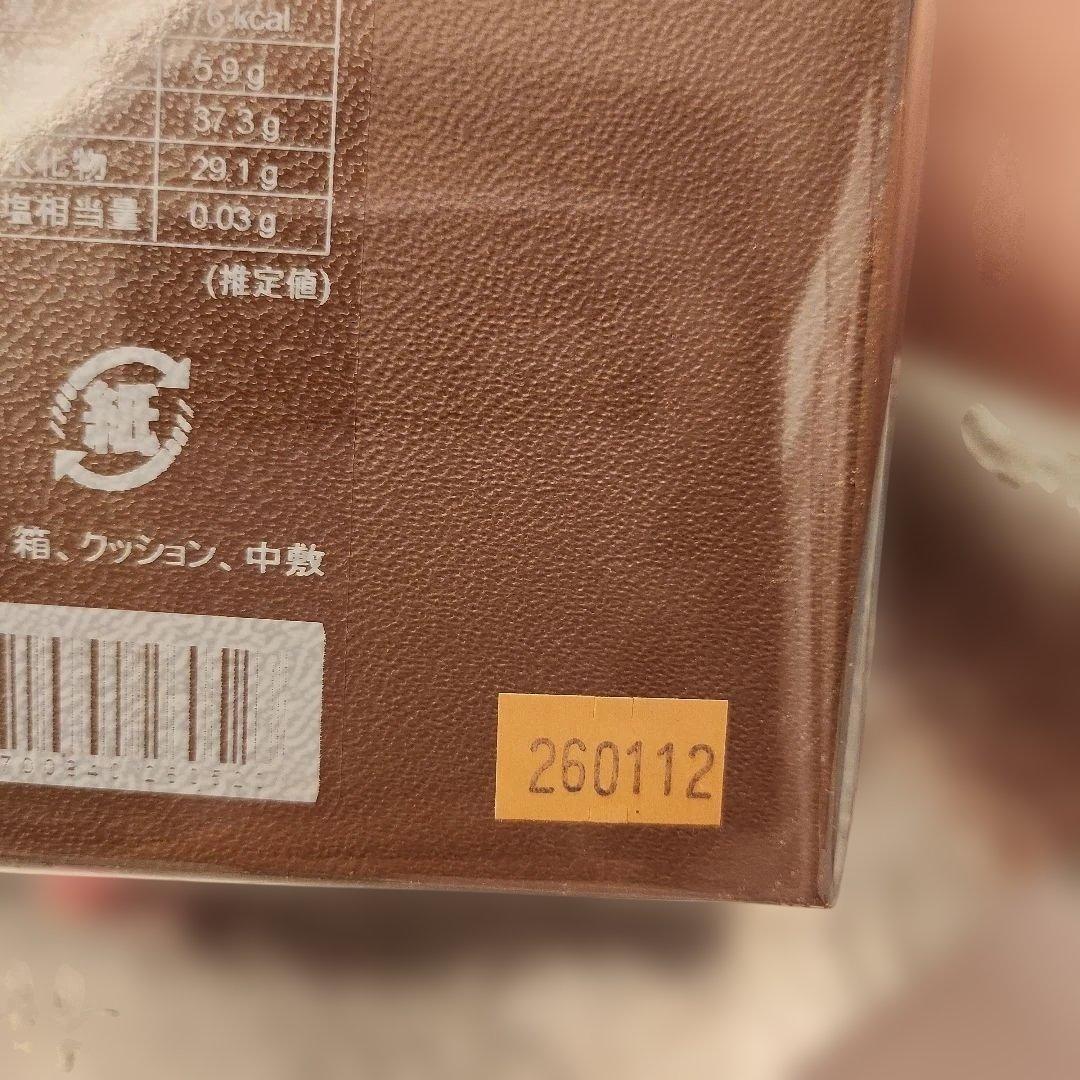 76 kcal
5.9 g
37.3 g
水化物 29.1 g
塩相当量 0.03 g
(推定値)
紙
箱、クッション、中敷
260112